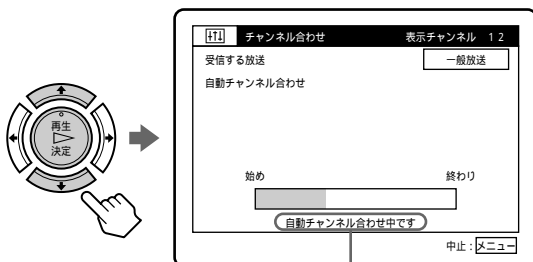 チャンネル合わせ 表示チャンネル 12
受信する放送 一般放送
自動チャンネル合わせ
再生
決定
始め 終わり
自動チャンネル合わせ中です
中止：メニュー